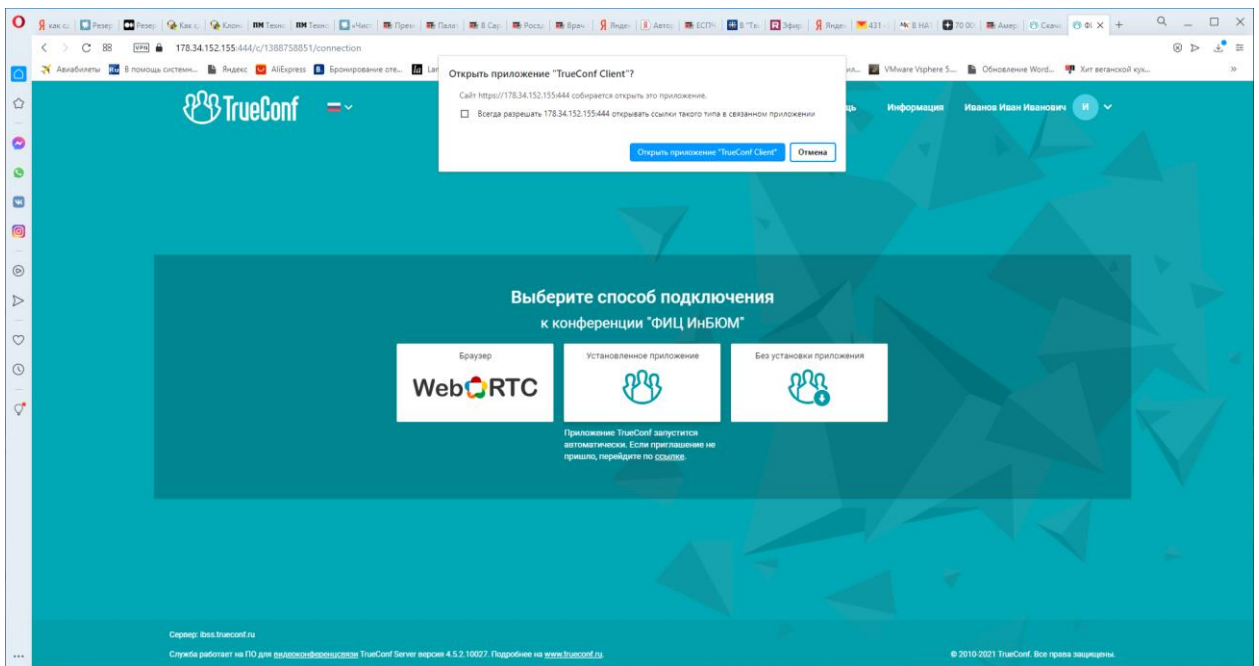 178.34.152.155:444/c/1388758851/connection
VPN
Авиабилеты
В помощь системн...
Яндекс
AliExpress
Бронирование оте...
VMware Vsphere 5...
Обновление Word...
Хит веганской кух...
Открыть приложение "TrueConf Client"?
Сайт https://178.34.152.155:444 собирается открыть это приложение.
Всегда разрешать 178.34.152.155:444 открывать ссылки такого типа в связанном приложении
Открыть приложение "TrueConf Client"
Отмена
TrueConf
Информация
Иванов Иван Иванович
И
Выберите способ подключения
к конференции "ФИЦ ИнБЮМ"
Браузер
WebRTC
Установленное приложение
Без установки приложения
Приложение TrueConf запустится
автоматически. Если приглашение не
пришло, перейдите по ссылке.
Сервер: ibss.trueconf.ru
Служба работает на ПО для видеоконференцсвязи TrueConf Server версия 4.5.2.10027. Подробнее на www.trueconf.ru.
© 2010-2021 TrueConf. Все права защищены.